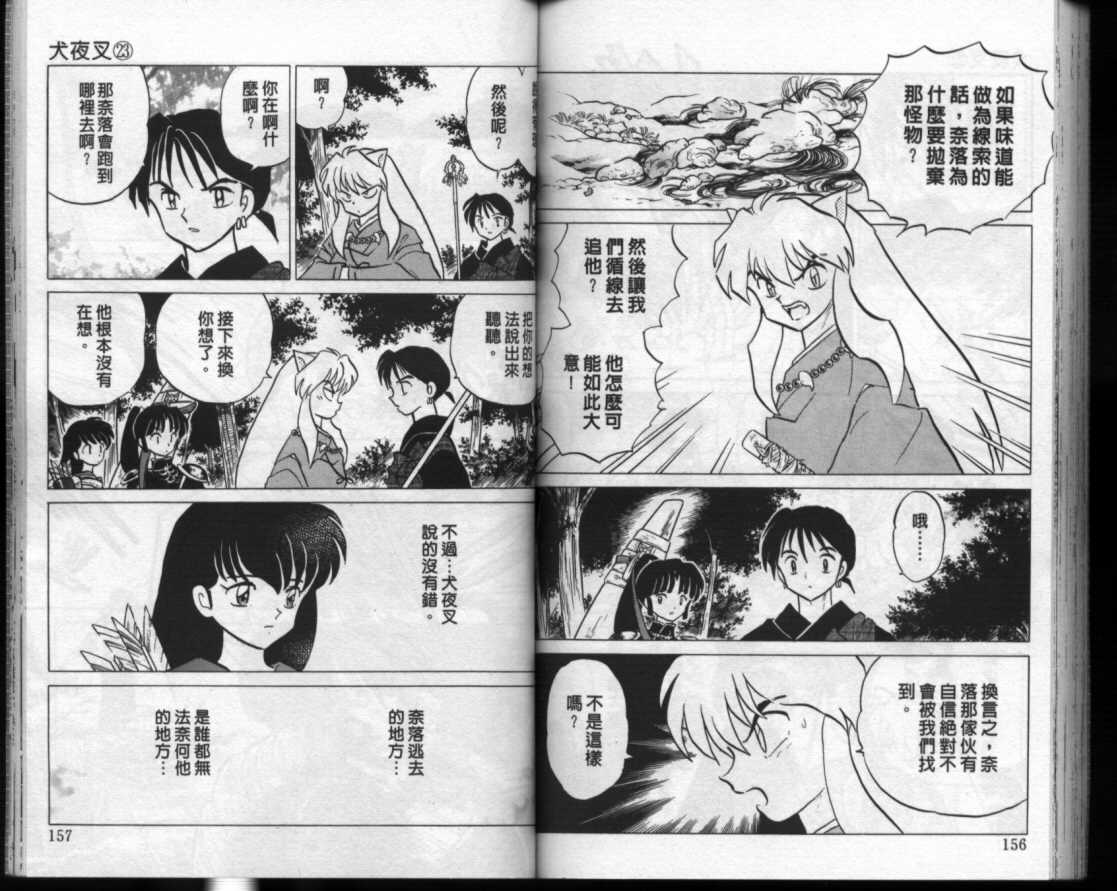 如果味道能
做為線索的
話，奈落為
什麼要拋棄
那怪物？
然後讓我
們循線去
追他？
他怎麼可
能如此大
意！
哦……
換言之，奈
落那傢伙有
自信絕對不
會被我們找
到。
不是這樣
嗎？
156
犬夜叉㉓
然後呢？
啊？
你在啊什
麼啊？
那奈落會跑到
哪裡去啊？
把你的想
法說出來
聽聽。
接下來換
你想了。
他根本沒有
在想。
不過…犬夜叉
說的沒有錯。
奈落逃去
的地方…
是誰都無
法奈何他
的地方…
157